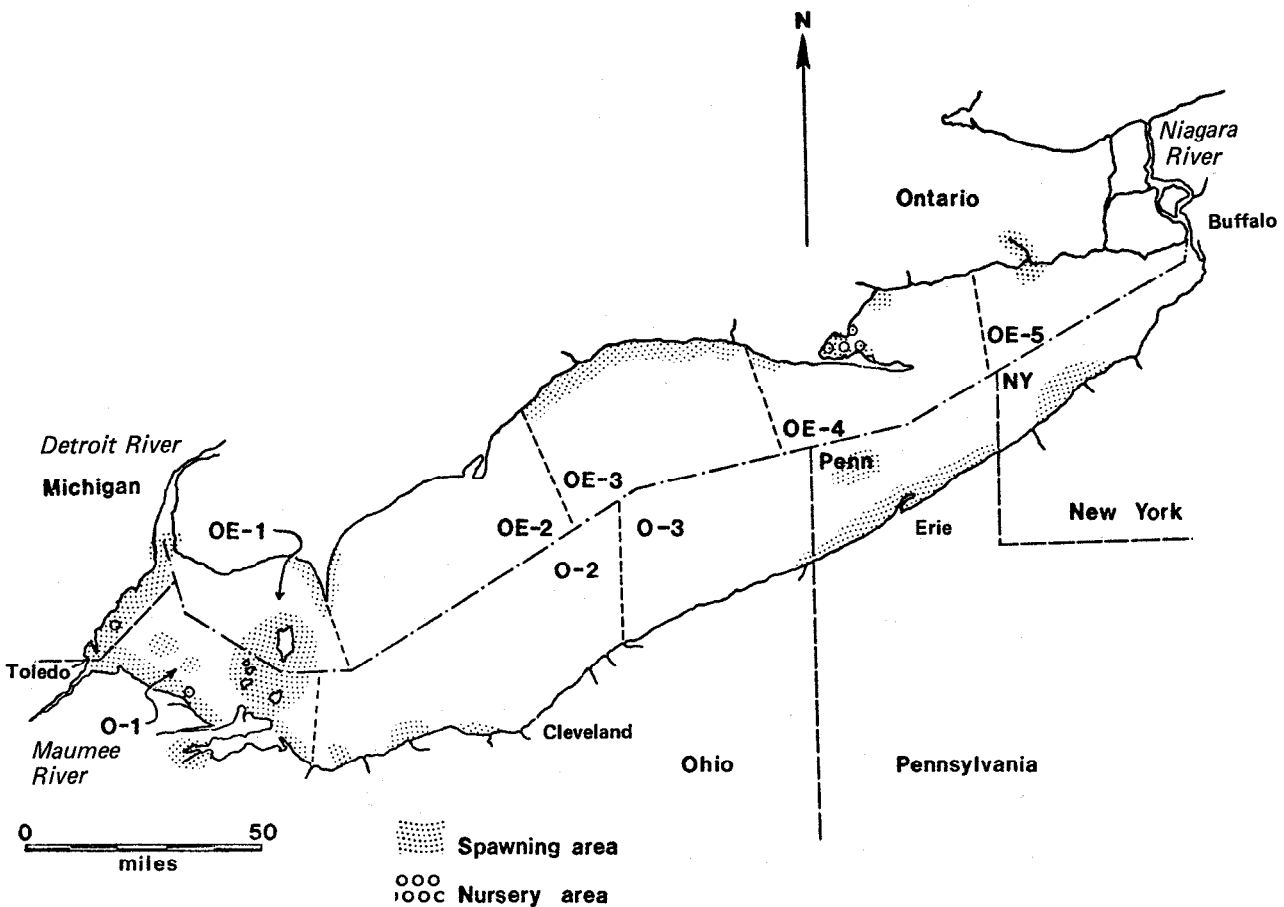 N
Niagara
River
Ontario
Buffalo
OE-5
NY
OE-4
Penn
Detroit River
Michigan
OE-3
OE-1
OE-2
O-3
New York
Erie
O-2
Toledo
O-1
Cleveland
Maumee
River
Ohio
Pennsylvania
0 50
miles
Spawning area
Nursery area